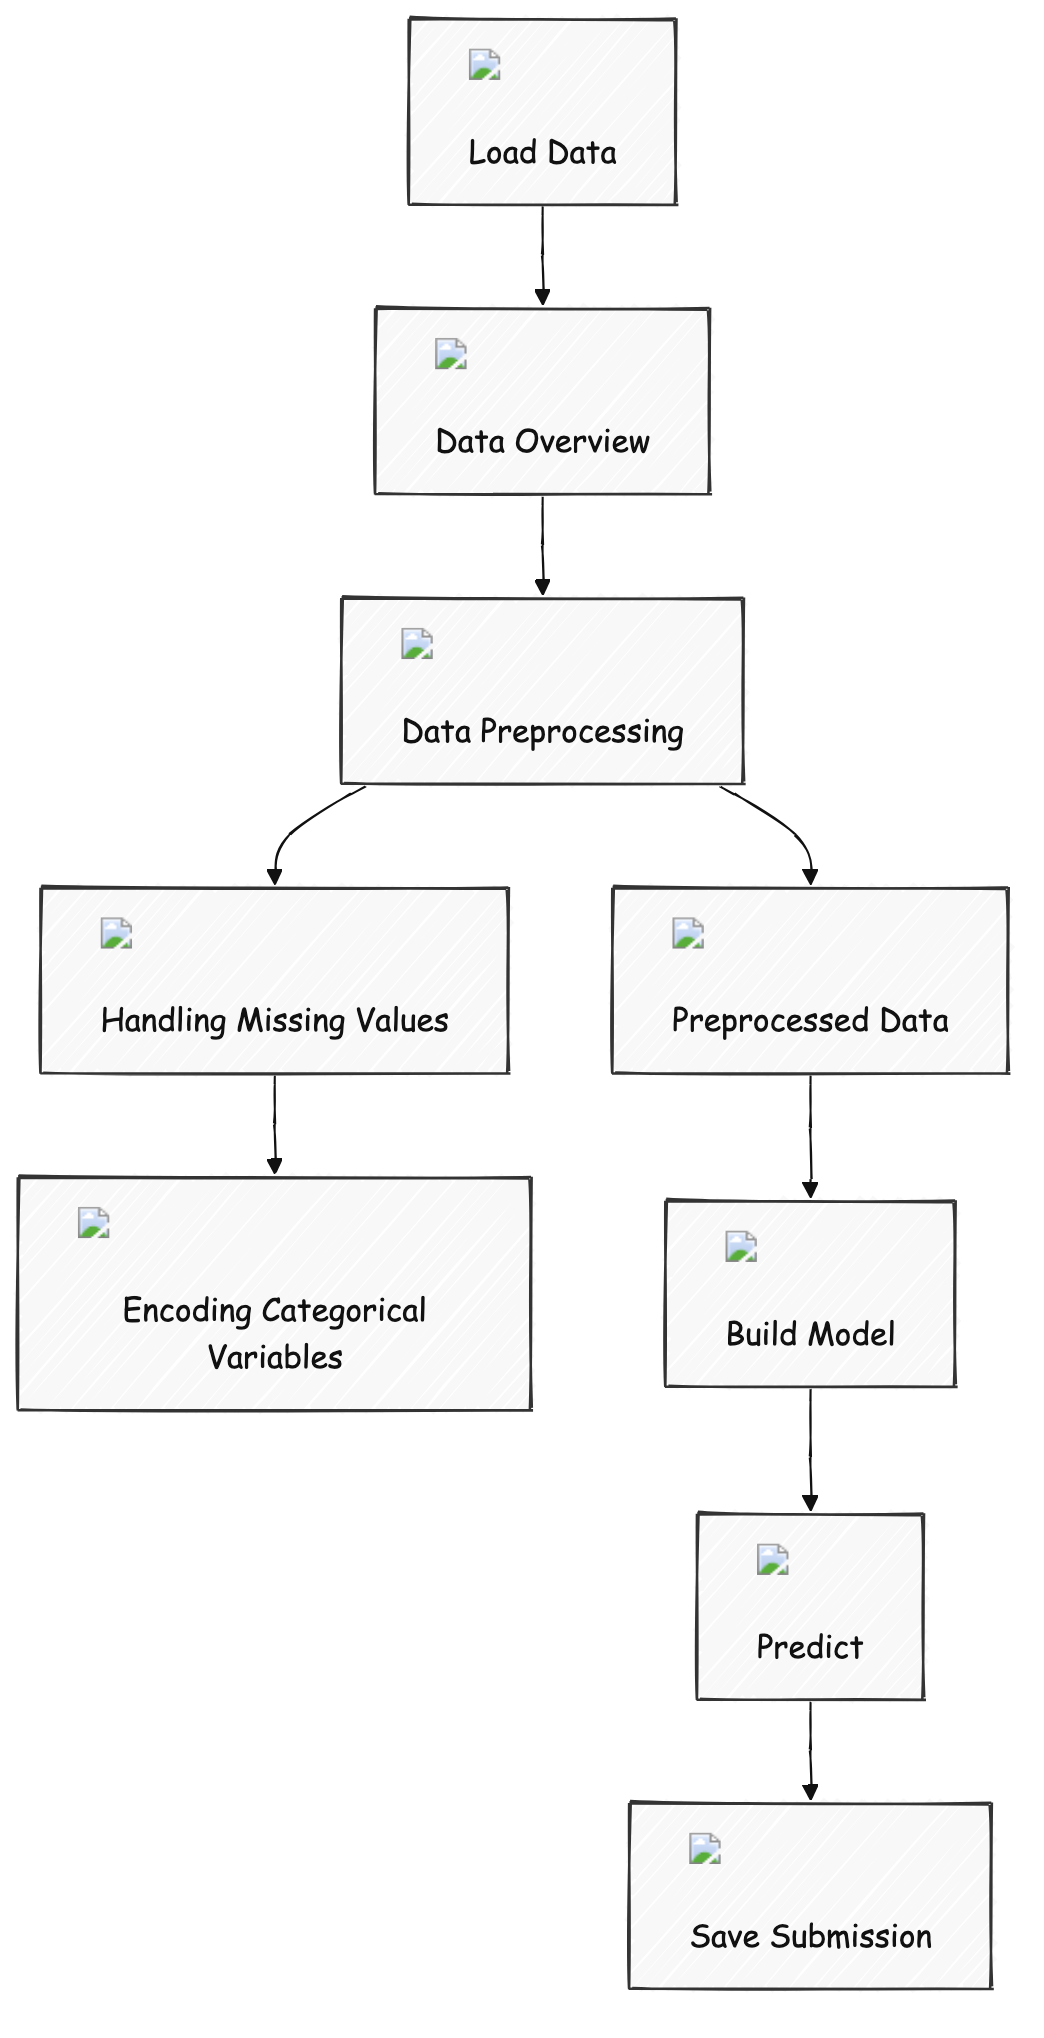 Load Data
Data Overview
Data Preprocessing
Handling Missing Values
Preprocessed Data
Encoding Categorical
Variables
Build Model
Predict
Save Submission